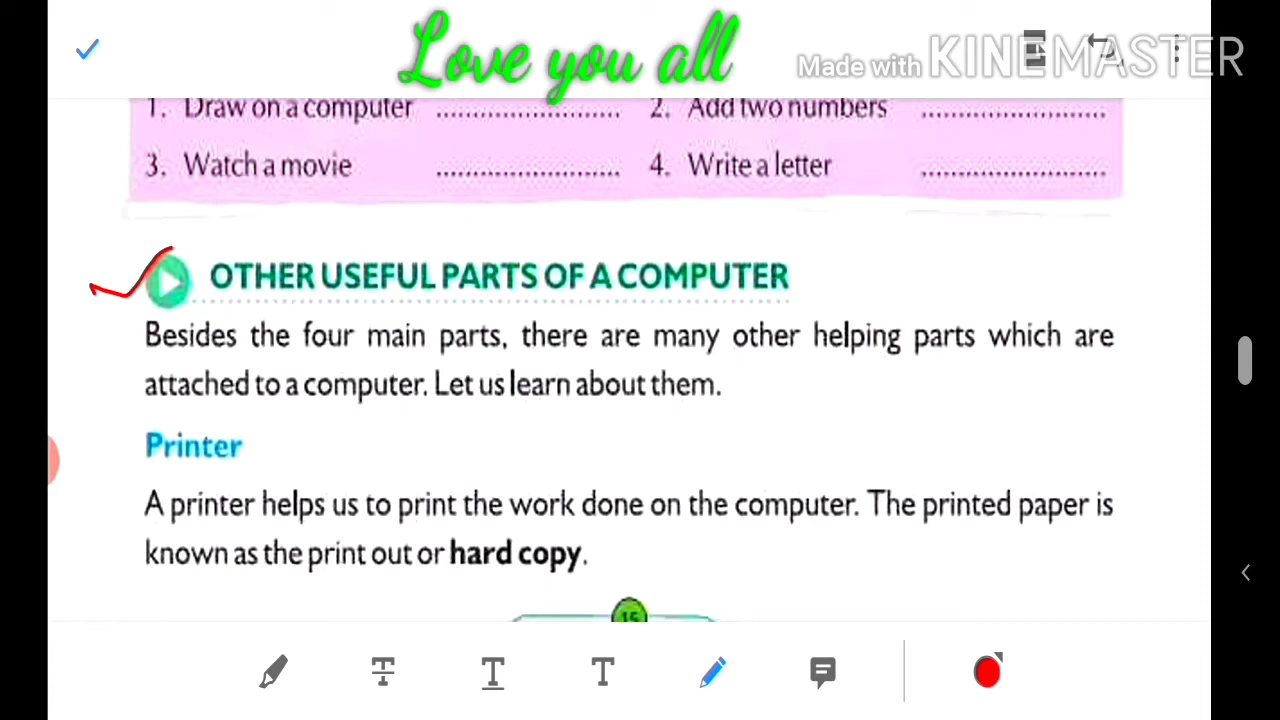 Love you all
Made with KINEMASTER
1. Draw on a computer ........................ 2. Add two numbers ........................
3. Watch a movie ........................ 4. Write a letter ........................
OTHER USEFUL PARTS OF A COMPUTER
Besides the four main parts, there are many other helping parts which are
attached to a computer. Let us learn about them.
Printer
A printer helps us to print the work done on the computer. The printed paper is
known as the print out or hard copy.
15